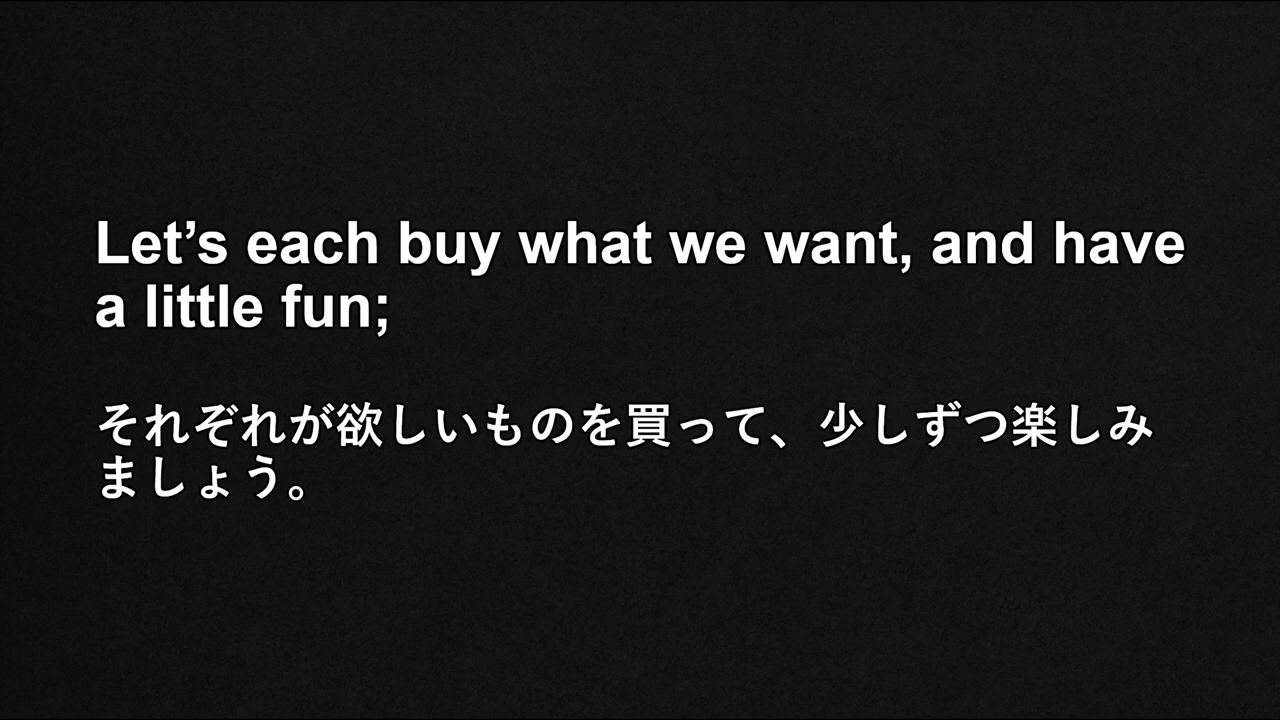 Let’s each buy what we want, and have
a little fun;
それぞれが欲しいものを買って、少しずつ楽しみ
ましょう。